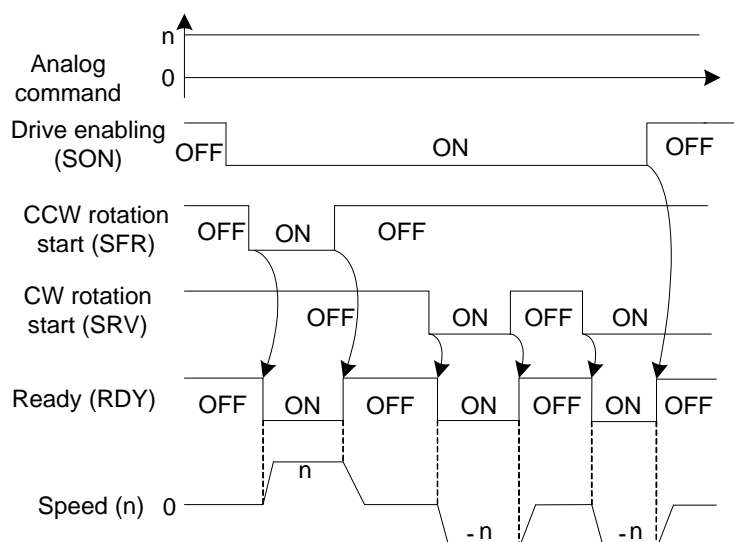 n
Analog
command
0
Drive enabling
(SON)
OFF ON OFF
CCW rotation
start (SFR)
OFF ON OFF
CW rotation
start (SRV)
OFF ON OFF ON
Ready (RDY)
OFF ON OFF ON OFF ON OFF
Speed (n) 0
n
-n -n